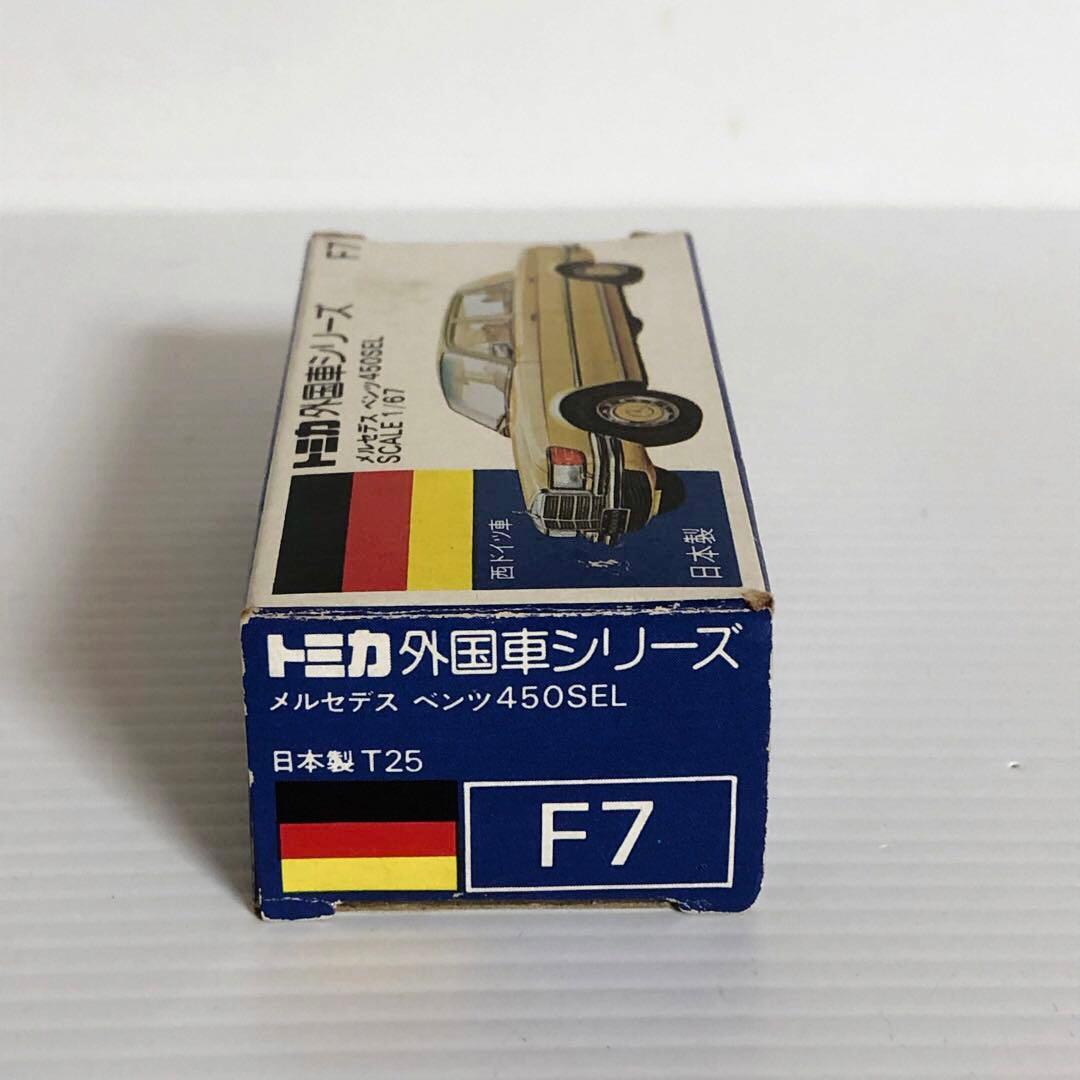 トミカ外国車シリーズ F7
メルセデス ベンツ450SEL
SCALE 1/67
西ドイツ車
日本製
トミカ外国車シリーズ
メルセデス ベンツ450SEL
日本製 T25
F7